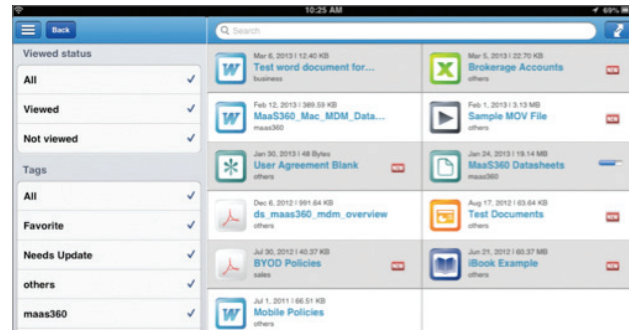 10:25 AM
69%
Back
Search
Viewed status
All
Viewed
Not viewed
Tags
All
Favorite
Needs Update
others
maas360
Mar 6, 2013 | 12.40 KB
Test word document for...
business
Mar 5, 2013 | 22.70 KB
Brokerage Accounts
others
Feb 12, 2013 | 389.59 KB
MaaS360_Mac_MDM_Data...
maas360
Feb 1, 2013 | 3.13 MB
Sample MOV File
others
Jan 30, 2013 | 48 Bytes
User Agreement Blank
others
Jan 24, 2013 | 19.14 MB
MaaS360 Datasheets
maas360
Dec 6, 2012 | 991.64 KB
ds_maas360_mdm_overview
others
Aug 17, 2012 | 63.64 KB
Test Documents
others
Jul 30, 2012 | 40.37 KB
BYOD Policies
sales
Jun 21, 2012 | 60.37 MB
iBook Example
others
Jul 1, 2011 | 66.51 KB
Mobile Policies
others